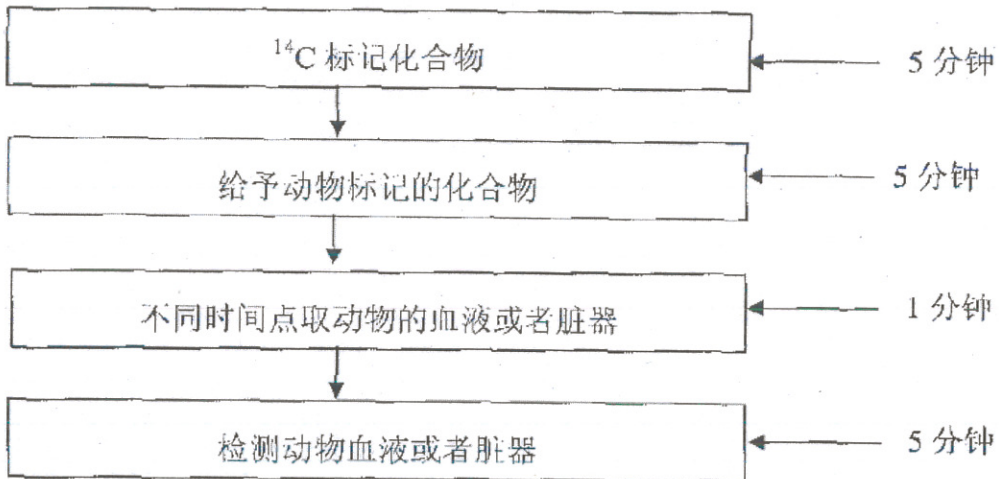 ¹⁴C 标记化合物
5 分钟
给予动物标记的化合物
5 分钟
不同时间点取动物的血液或者脏器
1 分钟
检测动物血液或者脏器
5 分钟